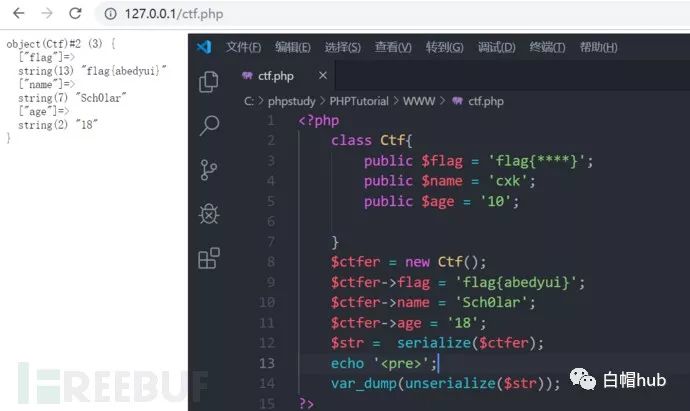 127.0.0.1/ctf.php
object(Ctf)#2 (3) {
["flag"]=>
string(13) "flag{abedyui}"
["name"]=>
string(7) "Sch0lar"
["age"]=>
string(2) "18"
}
文件(F) 编辑(E) 选择(S) 查看(V) 转到(G) 调试(D) 终端(T) 帮助(H)
ctf.php
C: > phpstudy > PHPTutorial > WWW > ctf.php
1 <?php
2 class Ctf{
3 public $flag = 'flag{****}';
4 public $name = 'cxk';
5 public $age = '10';
6
7 }
8 $ctfer = new Ctf();
9 $ctfer->flag = 'flag{abedyui}';
10 $ctfer->name = 'Sch0lar';
11 $ctfer->age = '18';
12 $str = serialize($ctfer);
13 echo '<pre>';
14 var_dump(unserialize($str));
15 ?>
FREEBUF
白帽hub